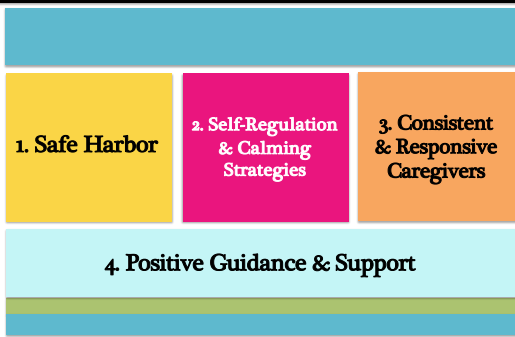 1. Safe Harbor
2. Self-Regulation
& Calming
Strategies
3. Consistent
& Responsive
Caregivers
4. Positive Guidance & Support